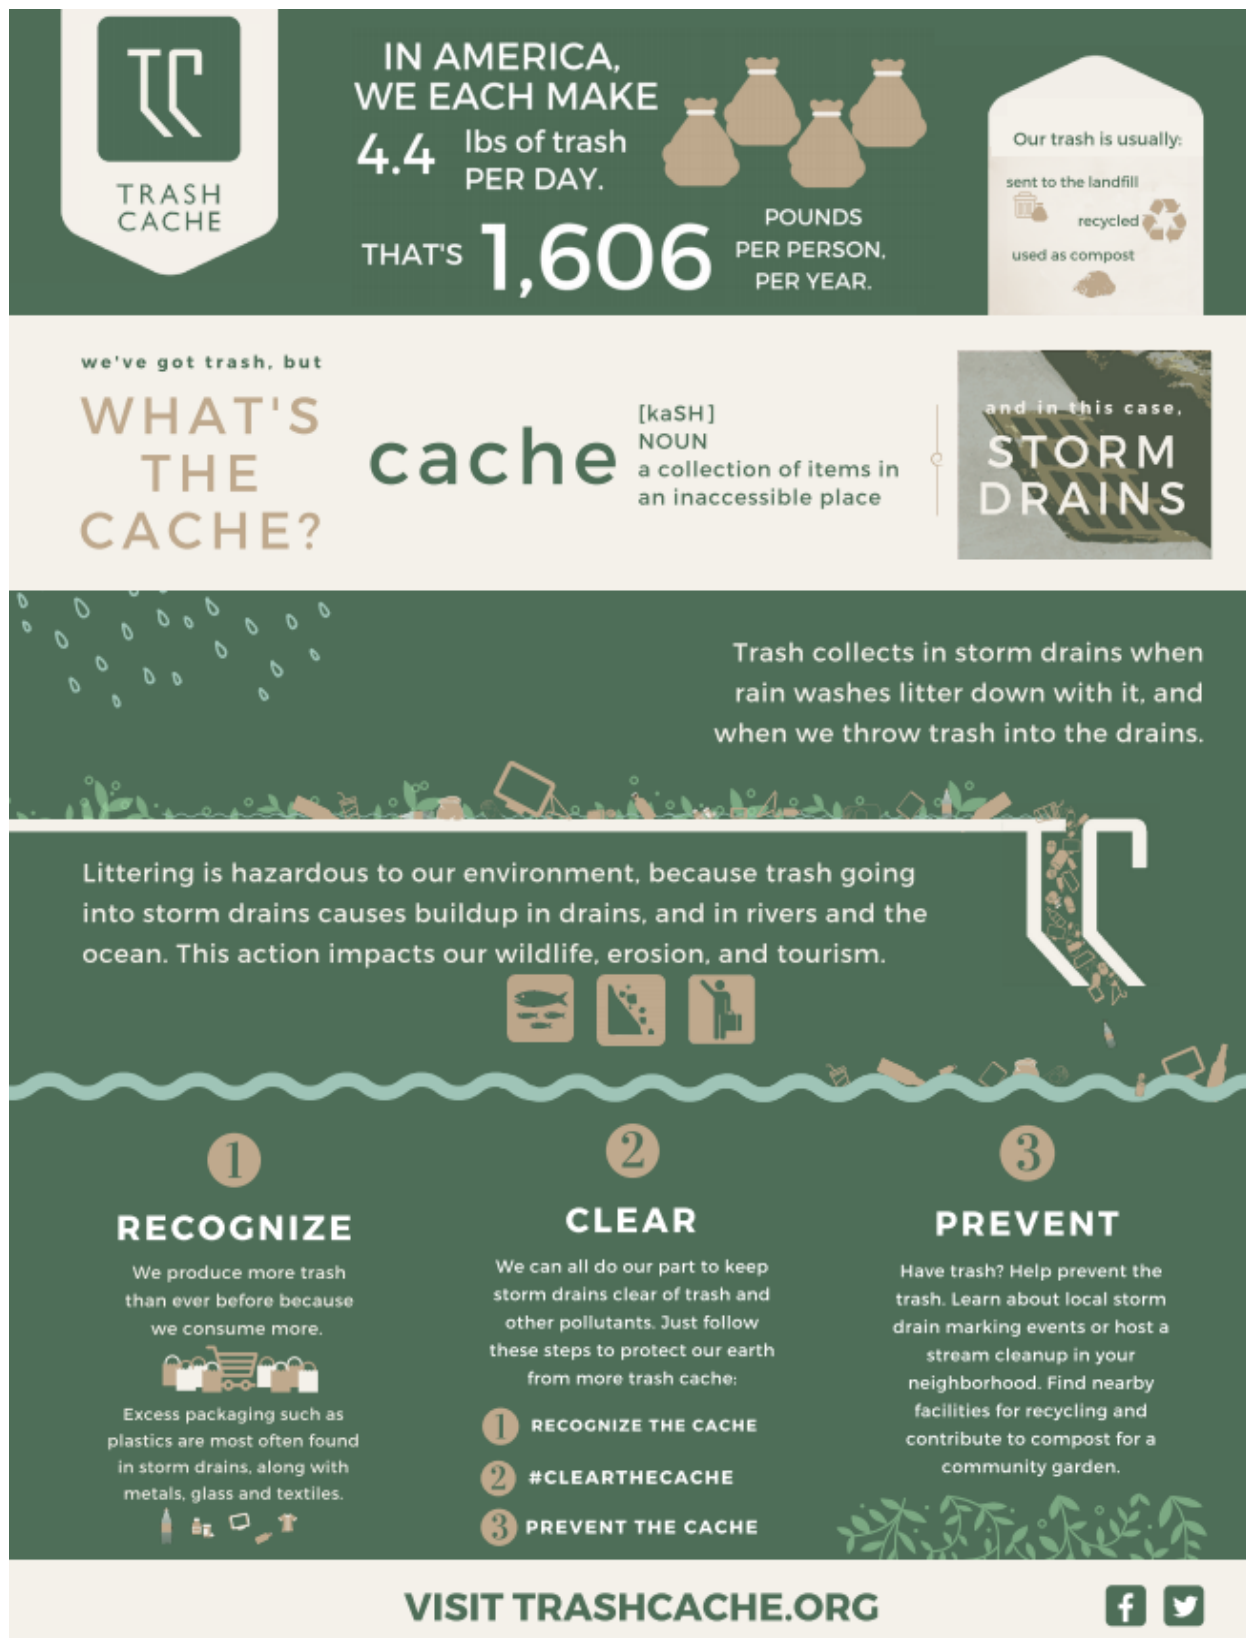 TC
TRASH
CACHE
IN AMERICA,
WE EACH MAKE
4.4 lbs of trash
PER DAY.
THAT'S 1,606 POUNDS
PER PERSON,
PER YEAR.
Our trash is usually:
sent to the landfill
recycled
used as compost
we've got trash, but
WHAT'S
THE
CACHE?
cache
[kaSH]
NOUN
a collection of items in
an inaccessible place
and in this case,
STORM
DRAINS
Trash collects in storm drains when
rain washes litter down with it, and
when we throw trash into the drains.
TC
Littering is hazardous to our environment, because trash going
into storm drains causes buildup in drains, and in rivers and the
ocean. This action impacts our wildlife, erosion, and tourism.
1
RECOGNIZE
We produce more trash
than ever before because
we consume more.
Excess packaging such as
plastics are most often found
in storm drains, along with
metals, glass and textiles.
2
CLEAR
We can all do our part to keep
storm drains clear of trash and
other pollutants. Just follow
these steps to protect our earth
from more trash cache:
1 RECOGNIZE THE CACHE
2 #CLEARTHECACHE
3 PREVENT THE CACHE
3
PREVENT
Have trash? Help prevent the
trash. Learn about local storm
drain marking events or host a
stream cleanup in your
neighborhood. Find nearby
facilities for recycling and
contribute to compost for a
community garden.
VISIT TRASHCACHE.ORG